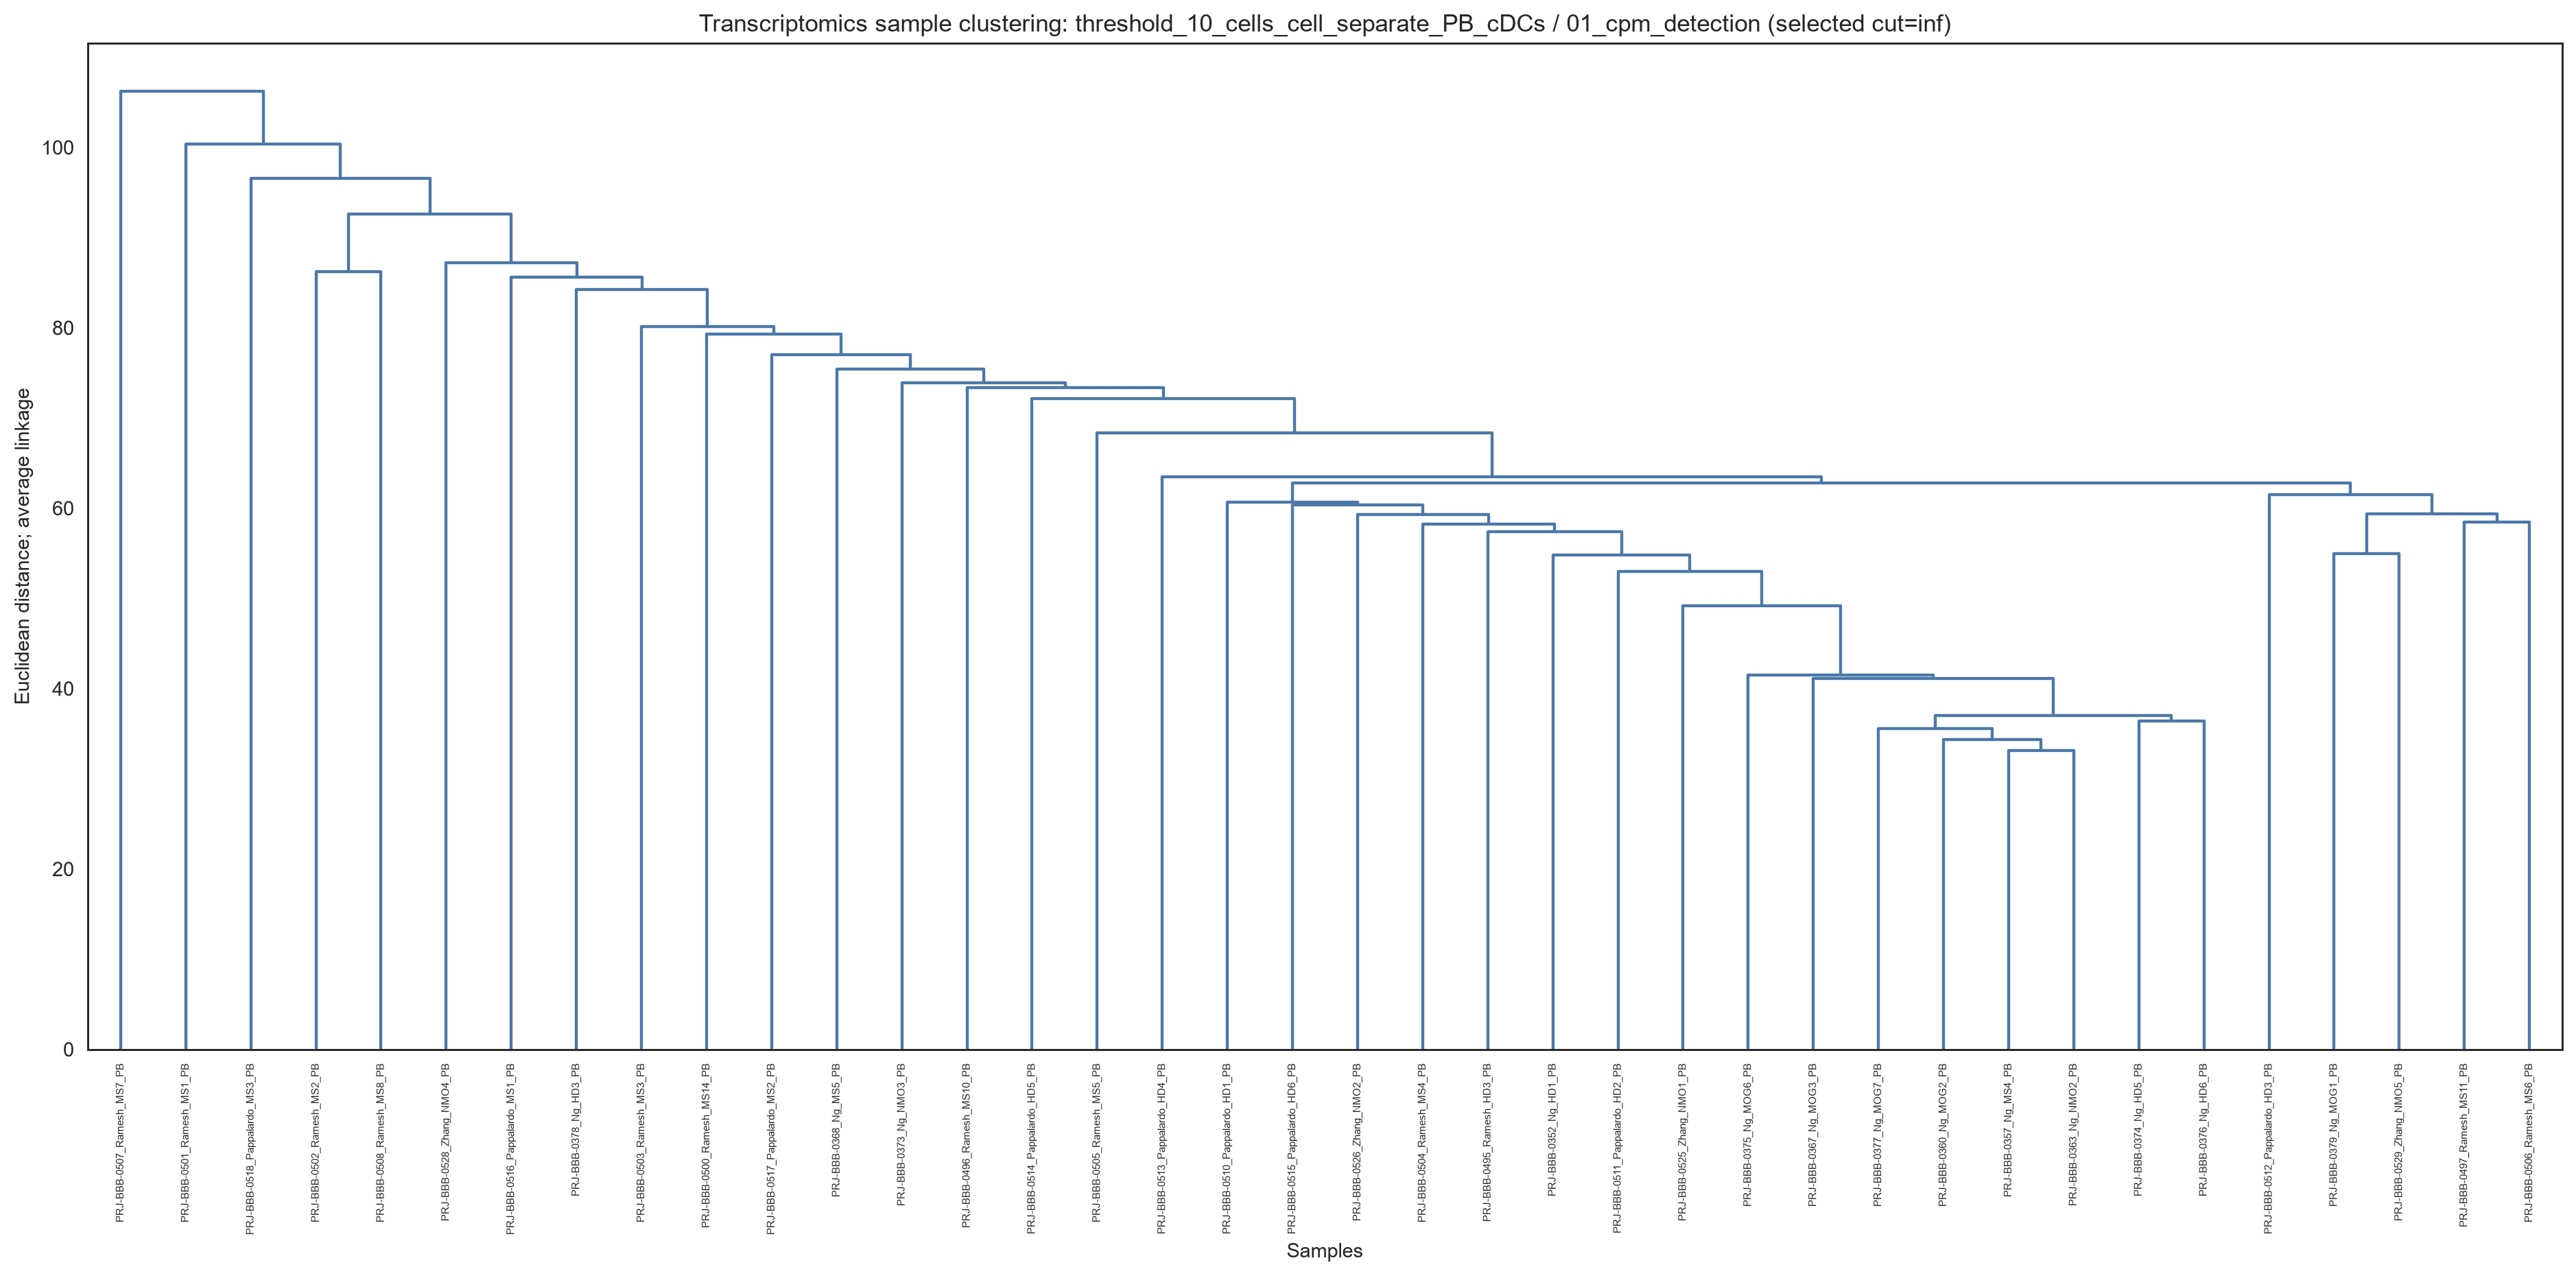 Transcriptomics sample clustering: threshold_10_cells_cell_separate_PB_cDCs / 01_cpm_detection (selected cut=inf)
Euclidean distance; average linkage
100
80
60
40
20
0
PRJ-BBB-0507_Ramesh_MS7_PB
PRJ-BBB-0501_Ramesh_MS1_PB
PRJ-BBB-0518_Pappalardo_MS3_PB
PRJ-BBB-0502_Ramesh_MS2_PB
PRJ-BBB-0508_Ramesh_MS8_PB
PRJ-BBB-0528_Zhang_NMO4_PB
PRJ-BBB-0516_Pappalardo_MS1_PB
PRJ-BBB-0378_Ng_HD3_PB
PRJ-BBB-0503_Ramesh_MS3_PB
PRJ-BBB-0500_Ramesh_MS14_PB
PRJ-BBB-0517_Pappalardo_MS2_PB
PRJ-BBB-0368_Ng_MS5_PB
PRJ-BBB-0373_Ng_NMO3_PB
PRJ-BBB-0496_Ramesh_MS10_PB
PRJ-BBB-0514_Pappalardo_HD5_PB
PRJ-BBB-0505_Ramesh_MS5_PB
PRJ-BBB-0513_Pappalardo_HD4_PB
PRJ-BBB-0510_Pappalardo_HD1_PB
PRJ-BBB-0515_Pappalardo_HD6_PB
PRJ-BBB-0526_Zhang_NMO2_PB
PRJ-BBB-0504_Ramesh_MS4_PB
PRJ-BBB-0495_Ramesh_HD3_PB
PRJ-BBB-0352_Ng_HD1_PB
PRJ-BBB-0511_Pappalardo_HD2_PB
PRJ-BBB-0525_Zhang_NMO1_PB
PRJ-BBB-0375_Ng_MOG6_PB
PRJ-BBB-0367_Ng_MOG3_PB
PRJ-BBB-0377_Ng_MOG7_PB
PRJ-BBB-0360_Ng_MOG2_PB
PRJ-BBB-0357_Ng_MS4_PB
PRJ-BBB-0363_Ng_NMO2_PB
PRJ-BBB-0374_Ng_HD5_PB
PRJ-BBB-0376_Ng_HD6_PB
PRJ-BBB-0512_Pappalardo_HD3_PB
PRJ-BBB-0379_Ng_MOG1_PB
PRJ-BBB-0529_Zhang_NMO5_PB
PRJ-BBB-0497_Ramesh_MS11_PB
PRJ-BBB-0506_Ramesh_MS6_PB
Samples